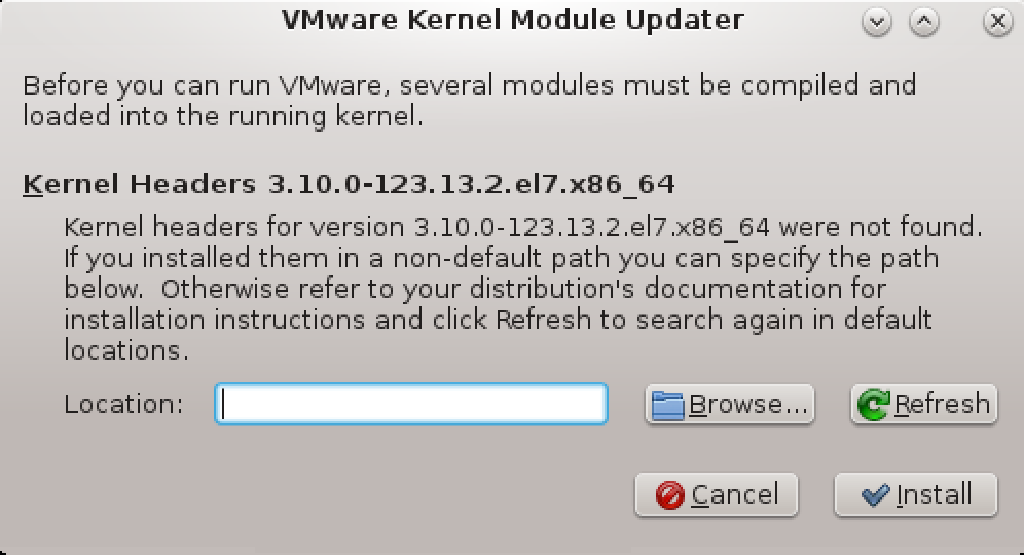 VMware Kernel Module Updater
Before you can run VMware, several modules must be compiled and
loaded into the running kernel.
Kernel Headers 3.10.0-123.13.2.el7.x86_64
Kernel headers for version 3.10.0-123.13.2.el7.x86_64 were not found.
If you installed them in a non-default path you can specify the path
below.  Otherwise refer to your distribution's documentation for
installation instructions and click Refresh to search again in default
locations.
Location:
Browse...
Refresh
Cancel
Install